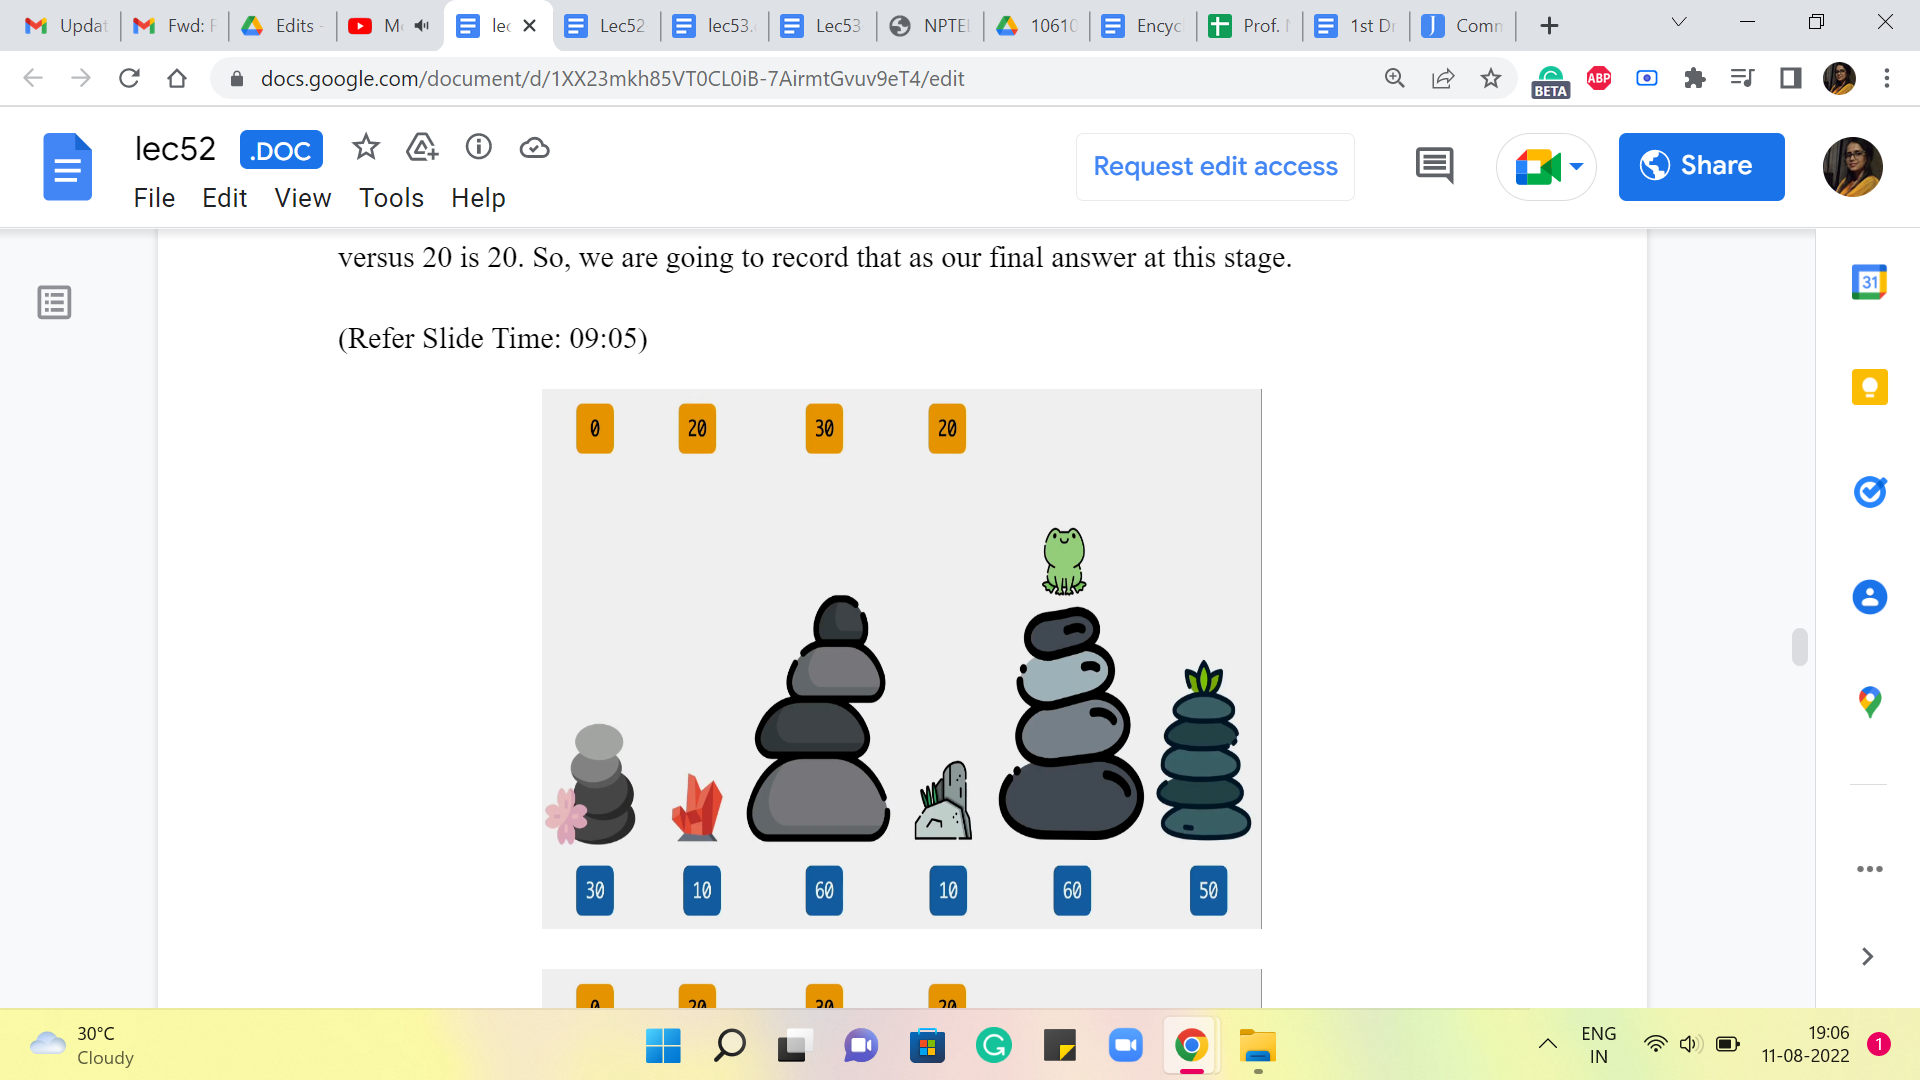 Updat
Fwd: F
Edits -
lec
Lec52
lec53.
Lec53
NPTEL
10610
Encyc
Prof.
1st Dr
Comm
docs.google.com/document/d/1XX23mkh85VT0CL0iB-7AirmtGvuv9eT4/edit
ABP
BETA
lec52 .DOC
Request edit access
Share
File Edit View Tools Help
versus 20 is 20. So, we are going to record that as our final answer at this stage.
31
(Refer Slide Time: 09:05)
0 20 30 20
30 10 60 10 60 50
0 20 30 20
30°C
Cloudy
ENG
IN
19:06
11-08-2022
1